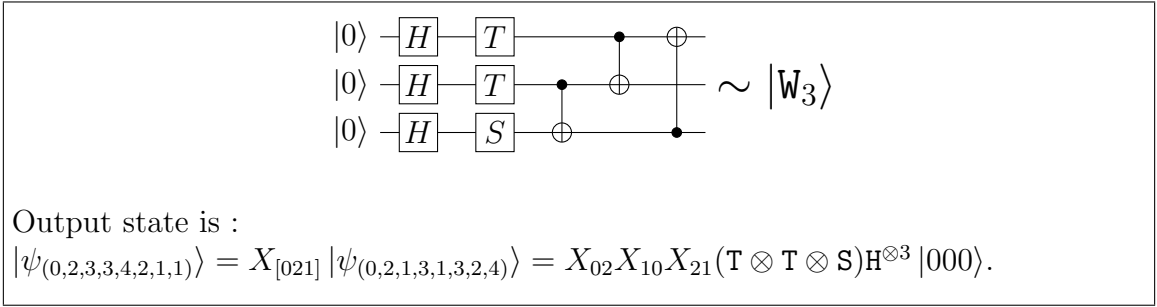 |0⟩ H T
|0⟩ H T ∼ |W₃⟩
|0⟩ H S
Output state is :
|ψ₍₀,₂,₃,₃,₄,₂,₁,₁₎⟩ = X₍[021]₎ |ψ₍₀,₂,₁,₃,₁,₃,₂,₄₎⟩ = X₀₂X₁₀X₂₁(T ⊗ T ⊗ S)H^{⊗3} |000⟩.